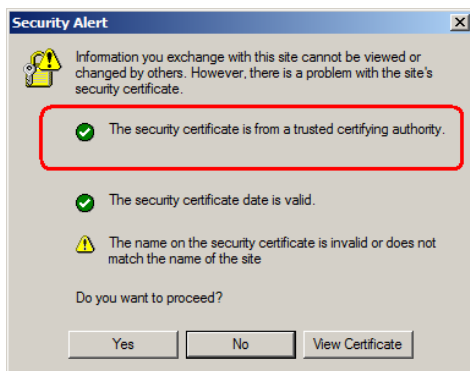 Security Alert
Information you exchange with this site cannot be viewed or
changed by others. However, there is a problem with the site's
security certificate.
The security certificate is from a trusted certifying authority.
The security certificate date is valid.
The name on the security certificate is invalid or does not
match the name of the site
Do you want to proceed?
Yes
No
View Certificate